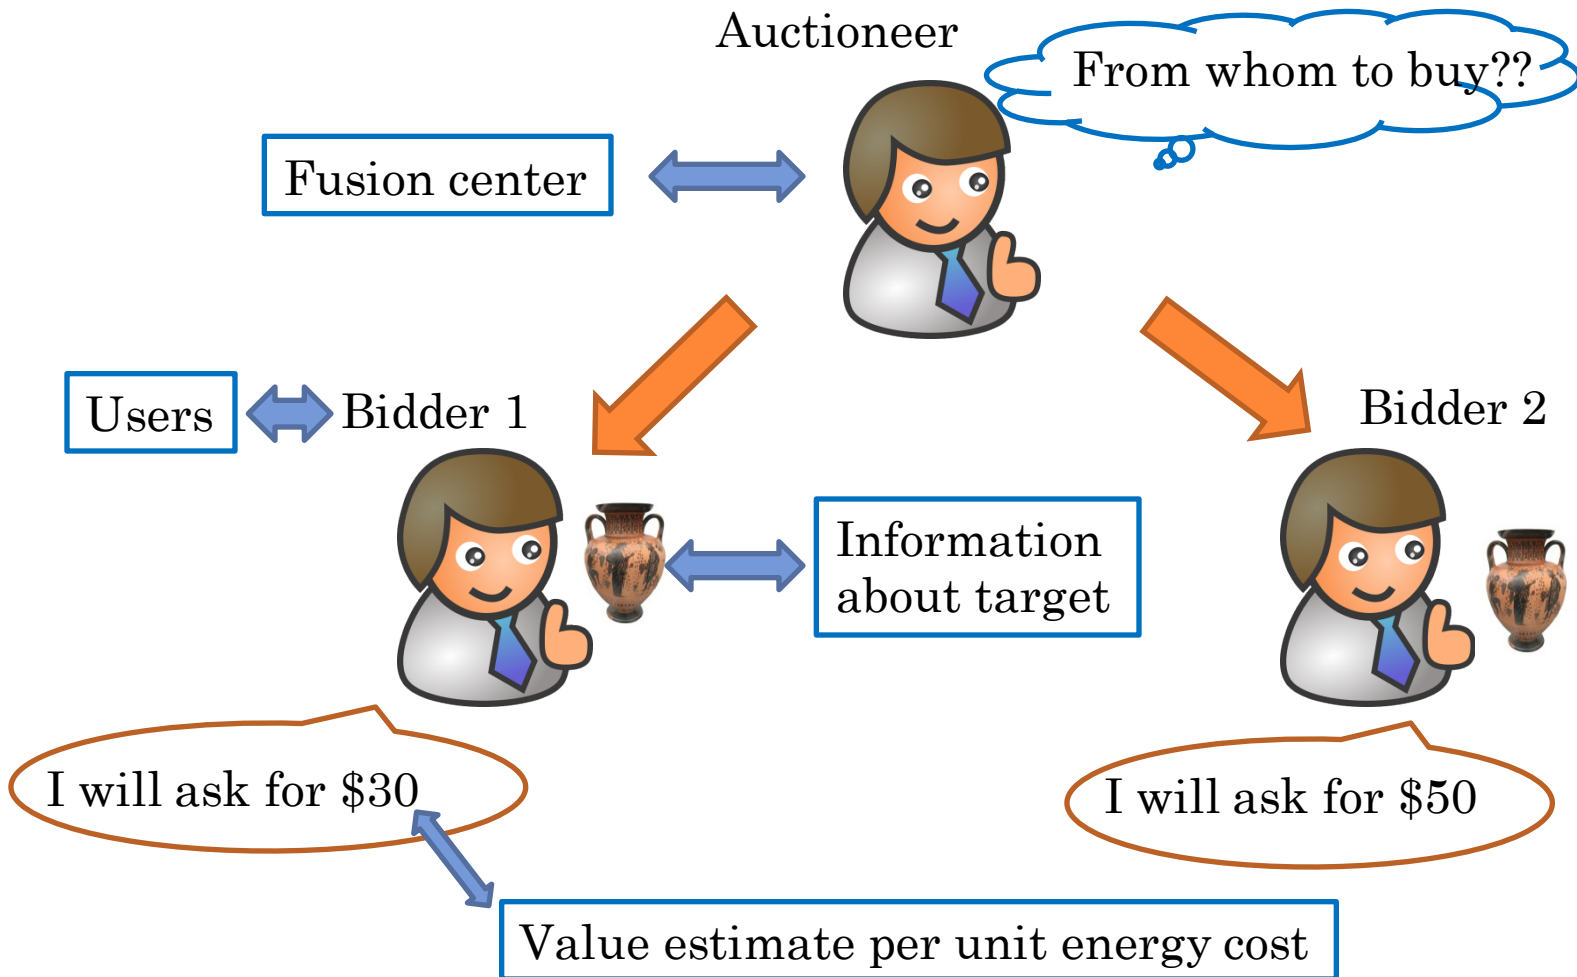 Auctioneer
From whom to buy??
Fusion center
Users
Bidder 1
Bidder 2
Information
about target
I will ask for $30
I will ask for $50
Value estimate per unit energy cost